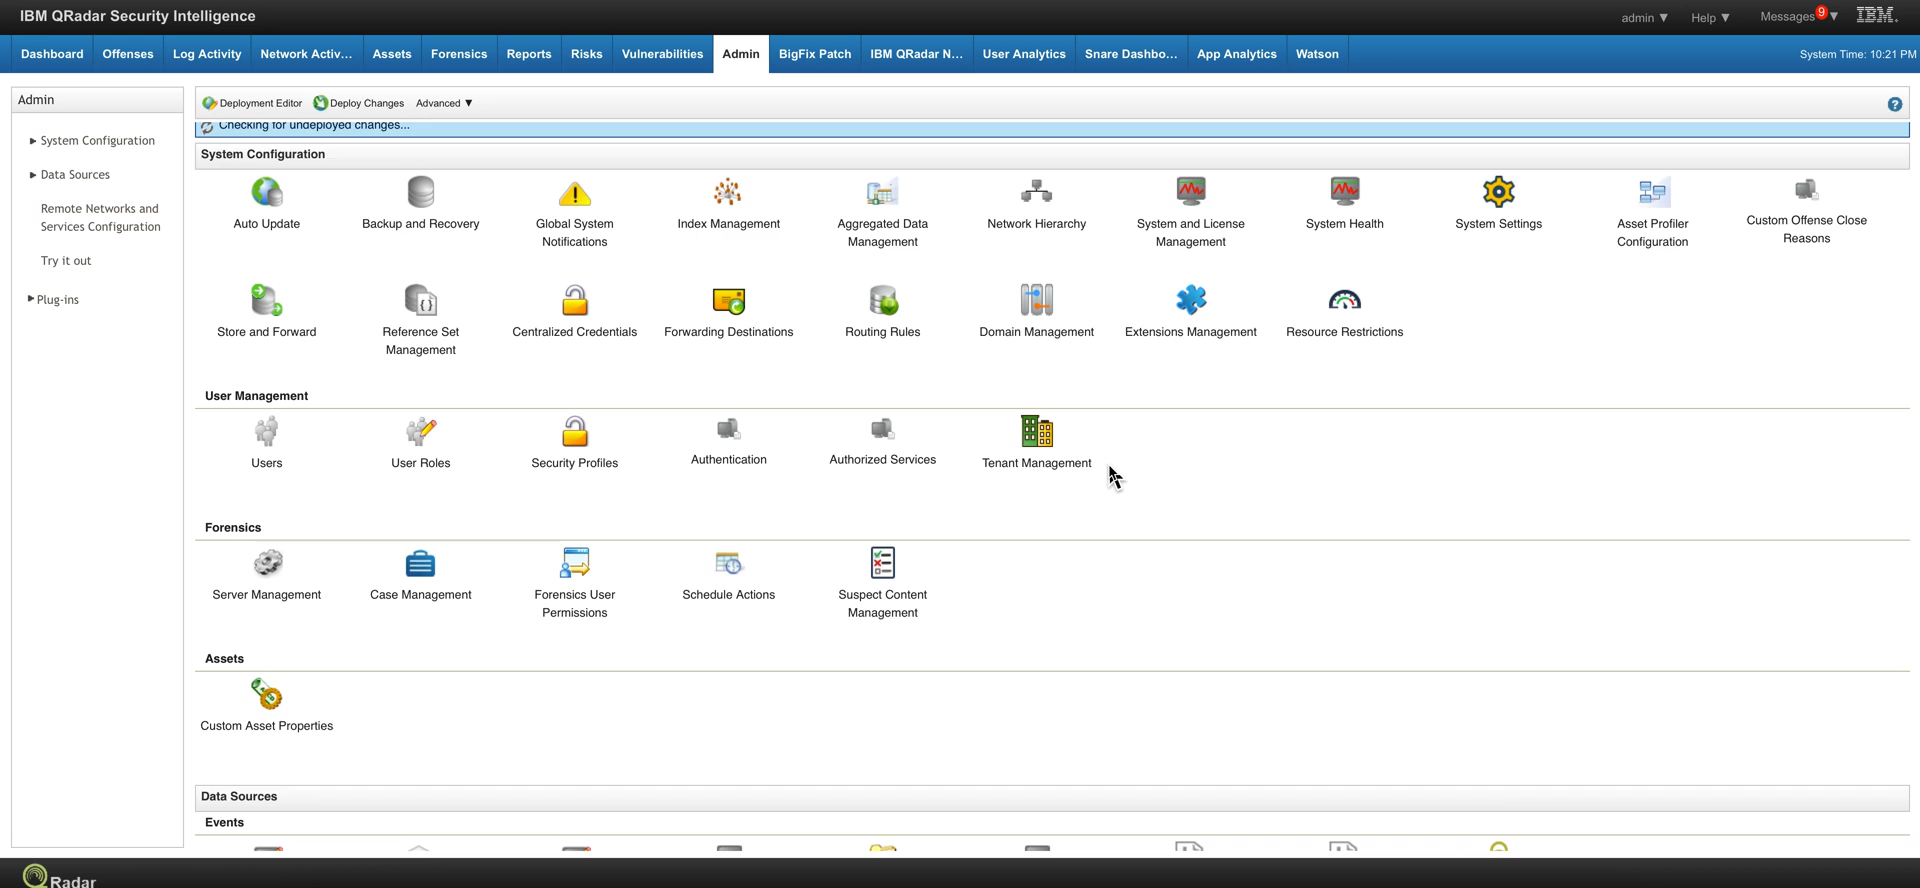 IBM QRadar Security Intelligence
admin ▼ Help ▼ Messages 9 ▼ IBM
Dashboard Offenses Log Activity Network Activ... Assets Forensics Reports Risks Vulnerabilities Admin BigFix Patch IBM QRadar N... User Analytics Snare Dashbo... App Analytics Watson System Time: 10:21 PM
Admin
System Configuration
Data Sources
Remote Networks and
Services Configuration
Try it out
Plug-ins
Deployment Editor Deploy Changes Advanced ▼ ?
Checking for undeployed changes...
System Configuration
Auto Update
Backup and Recovery
Global System
Notifications
Index Management
Aggregated Data
Management
Network Hierarchy
System and License
Management
System Health
System Settings
Asset Profiler
Configuration
Custom Offense Close
Reasons
Store and Forward
Reference Set
Management
Centralized Credentials
Forwarding Destinations
Routing Rules
Domain Management
Extensions Management
Resource Restrictions
User Management
Users
User Roles
Security Profiles
Authentication
Authorized Services
Tenant Management
Forensics
Server Management
Case Management
Forensics User
Permissions
Schedule Actions
Suspect Content
Management
Assets
Custom Asset Properties
Data Sources
Events
QRadar